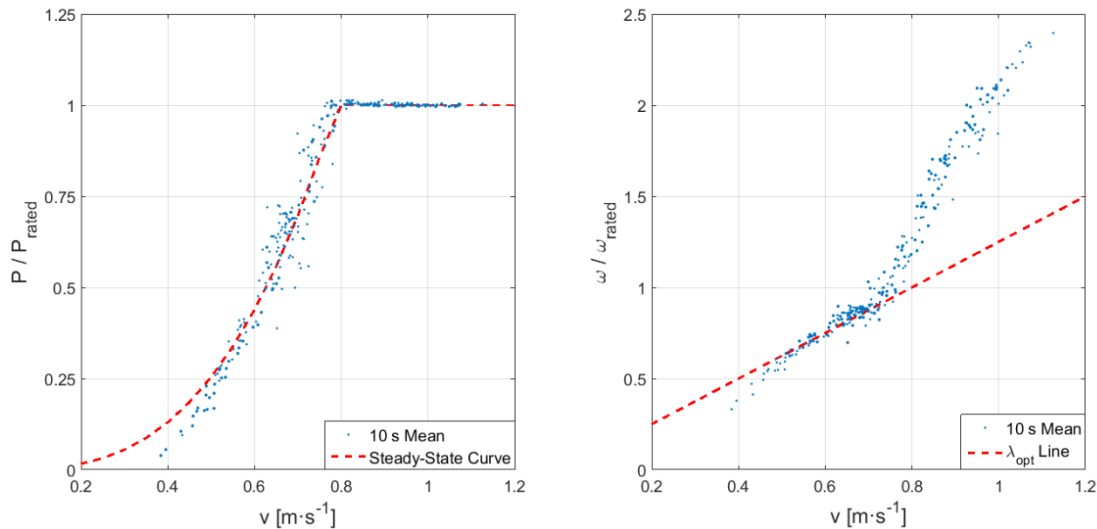 1.25
1
0.75
0.5
0.25
0
P / P_rated
0.2 0.4 0.6 0.8 1 1.2
v [m·s⁻¹]
10 s Mean
Steady-State Curve
2.5
2
1.5
1
0.5
0
ω / ω_rated
0.2 0.4 0.6 0.8 1 1.2
v [m·s⁻¹]
10 s Mean
λ_opt Line